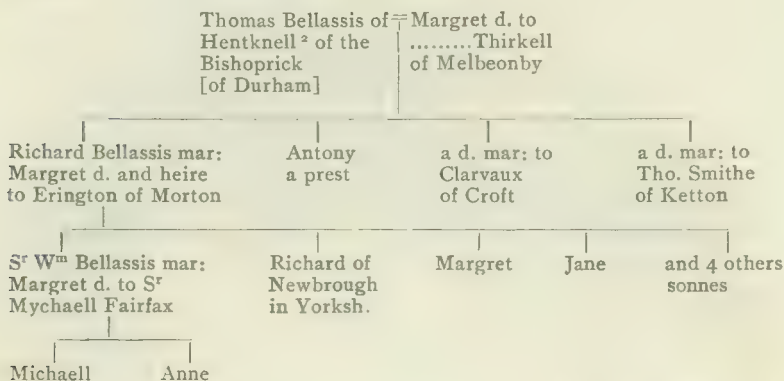 Thomas Bellassis of
Hentknell ² of the
Bishoprick
[of Durham]
Margret d. to
.........Thirkell
of Melbeonby
Richard Bellassis mar:
Margret d. and heire
to Erington of Morton
Antony
a prest
a d. mar: to
Clarvaux
of Croft
a d. mar: to
Tho. Smithe
of Ketton
Sʳ Wᵐ Bellassis mar:
Margret d. to Sʳ
Mychaell Fairfax
Richard of
Newbrough
in Yorksh.
Margret
Jane
and 4 others
sonnes
Michaell
Anne